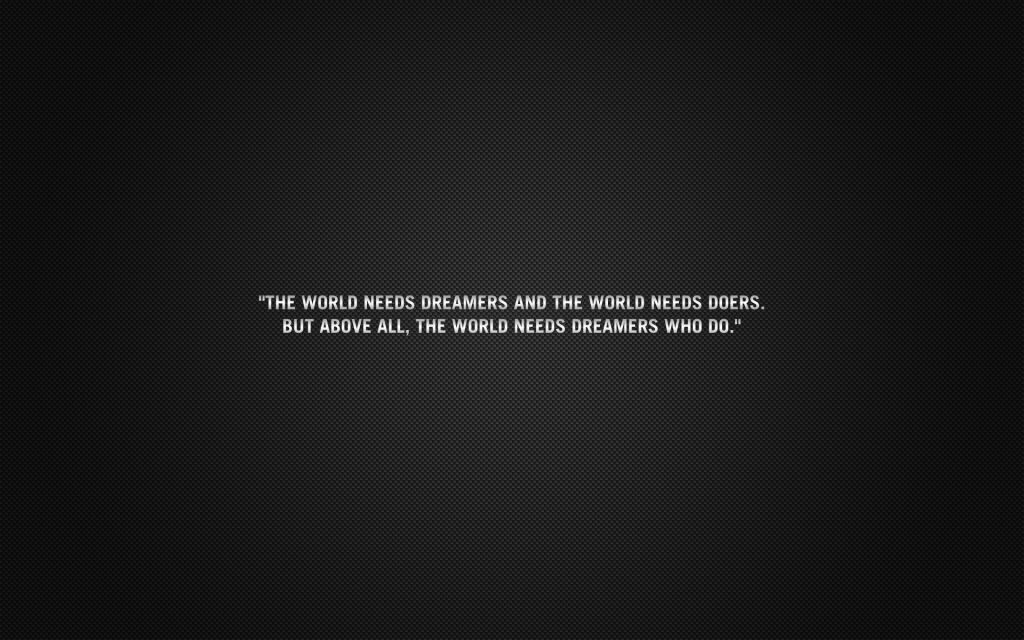 "THE WORLD NEEDS DREAMERS AND THE WORLD NEEDS DOERS.
BUT ABOVE ALL, THE WORLD NEEDS DREAMERS WHO DO."